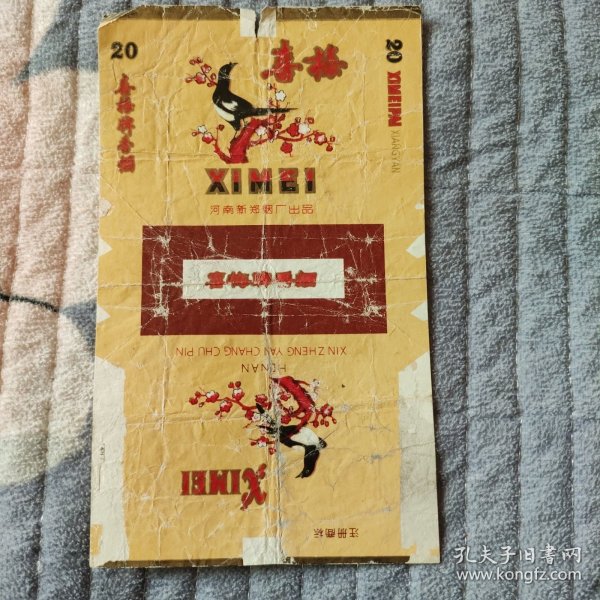 20
喜梅
20 XIMEIPAI XIANGYAN
喜梅牌香烟
XIMEI
河南新郑烟厂出品
喜梅牌香烟
XIN ZHENG YAN CHANG CHU PIN
HENAN
XIMEI
注册商标
孔夫子旧书网
www.kongfz.com